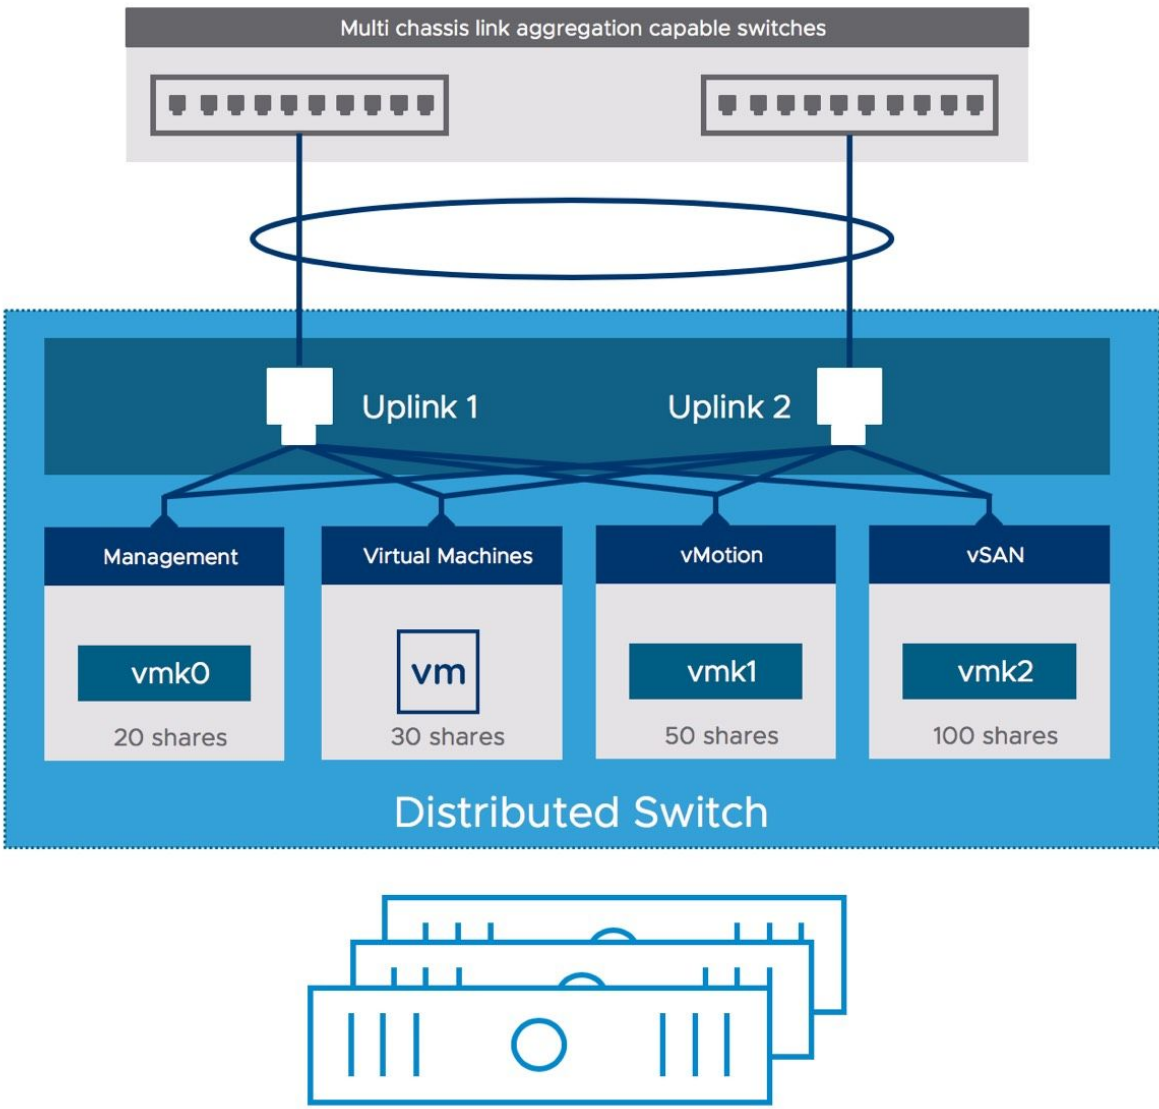 Multi chassis link aggregation capable switches
Uplink 1
Uplink 2
Management
Virtual Machines
vMotion
vSAN
vmk0
vm
vmk1
vmk2
20 shares
30 shares
50 shares
100 shares
Distributed Switch